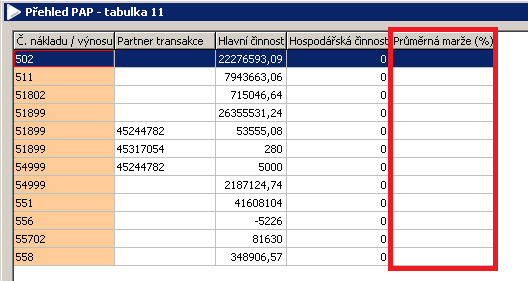 Přehled PAP - tabulka 11
Č. nákladu / výnosu Partner transakce Hlavní činnost Hospodářská činnost Průměrná marže (%)
502 22276593,09 0
511 7943663,06 0
51802 715046,64 0
51899 26355531,24 0
51899 45244782 53555,08 0
51899 45317054 280 0
54999 45244782 5000 0
54999 2187124,74 0
551 41608104 0
556 -5226 0
55702 81630 0
558 348906,57 0